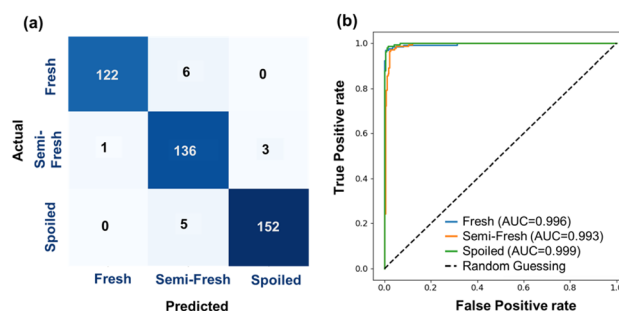 (a)
Actual
Fresh
122 6 0
Semi-
Fresh
1 136 3
Spoiled
0 5 152
Fresh Semi-Fresh Spoiled
Predicted
(b)
True Positive rate
1.0
0.8
0.6
0.4
0.2
0.0
Fresh (AUC=0.996)
Semi-Fresh (AUC=0.993)
Spoiled (AUC=0.999)
Random Guessing
0.0 0.2 0.4 0.6 0.8 1.0
False Positive rate